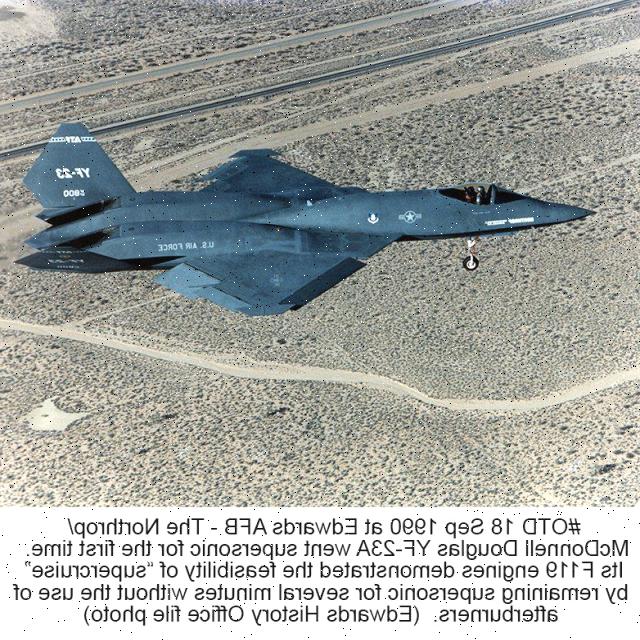 ATF
YF-23
U.S. AIR FORCE
#OTD 18 Sep 1990 at Edwards AFB - The Northrop/
McDonnell Douglas YF-23A went supersonic for the first time.
Its F119 engines demonstrated the feasibility of “supercruise”
by remaining supersonic for several minutes without the use of
afterburners. (Edwards History Office file photo)